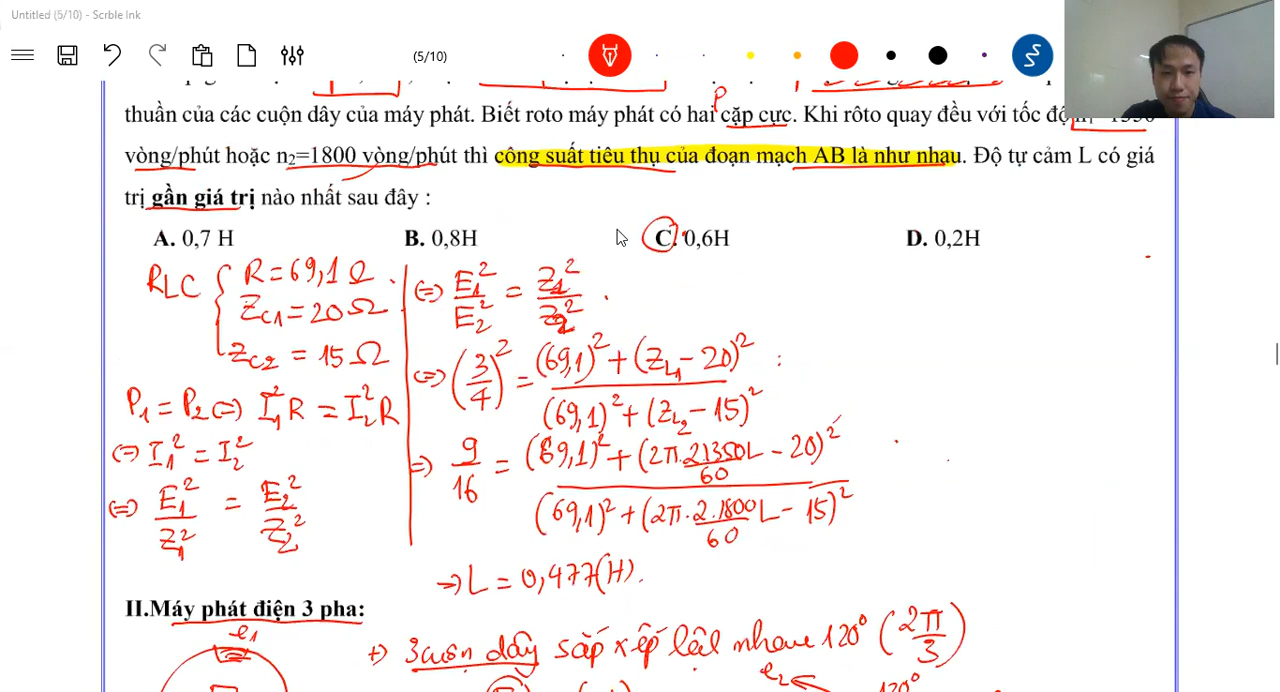 Untitled (5/10) - Scrble Ink
(5/10)
thuần của các cuộn dây của máy phát. Biết roto máy phát có hai cặp cực. Khi rôto quay đều với tốc độ
P
vòng/phút hoặc n2=1800 vòng/phút thì công suất tiêu thụ của đoạn mạch AB là như nhau. Độ tự cảm L có giá
trị gần giá trị nào nhất sau đây :
A. 0,7 H B. 0,8H C. 0,6H D. 0,2H
RLC { R = 69,1 Ω
ZC1 = 20 Ω
ZC2 = 15 Ω
P1 = P2 (=) I1² R = I2² R
(=) I1² = I2²
(=) E1²/Z1² = E2²/Z2²
(=) E1²/E2² = Z1²/Z2²
(=) (3/4)² = (69,1)² + (ZL1 - 20)² / (69,1)² + (ZL2 - 15)²
=) 9/16 = (69,1)² + (2π.2.1350/60 L - 20)² / (69,1)² + (2π.2.1800/60 L - 15)²
=) L = 0,477(H).
II.Máy phát điện 3 pha:
e1
+) 3 cuộn dây sắp xếp lệch nhau 120° (2π/3)
e2
120°